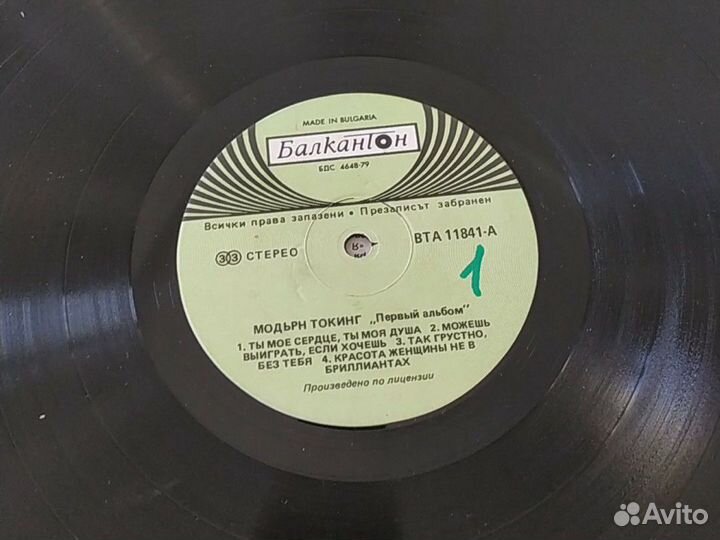 MADE IN BULGARIA
Балкантон
БДС 4648-79
Всички права запазени • Презаписът забранен
33 СТЕРЕО
ВТА 11841-А
1
МОДЬРН ТОКИНГ „Первый альбом"
1. ТЫ МОЕ СЕРДЦЕ, ТЫ МОЯ ДУША 2. МОЖЕШЬ
ВЫИГРАТЬ, ЕСЛИ ХОЧЕШЬ 3. ТАК ГРУСТНО,
БЕЗ ТЕБЯ 4. КРАСОТА ЖЕНЩИНЫ НЕ В
БРИЛЛИАНТАХ
Произведено по лицензии
Avito